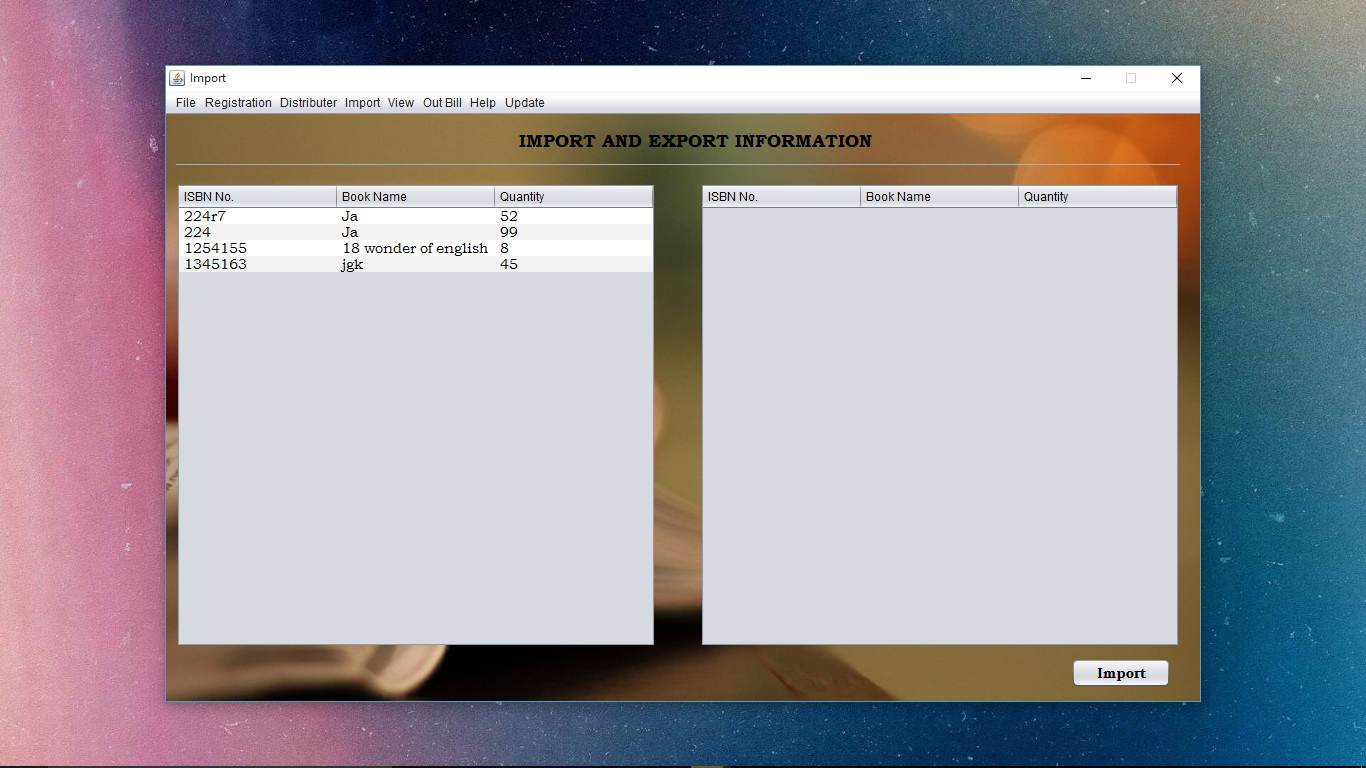 Import
File Registration Distributer Import View Out Bill Help Update
IMPORT AND EXPORT INFORMATION
ISBN No. Book Name Quantity
224r7 Ja 52
224 Ja 99
1254155 18 wonder of english 8
1345163 jgk 45
ISBN No. Book Name Quantity
Import